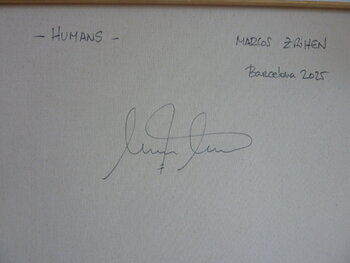 - HUMANS -
MARCOS ZRIHEN
Barcelona 2025